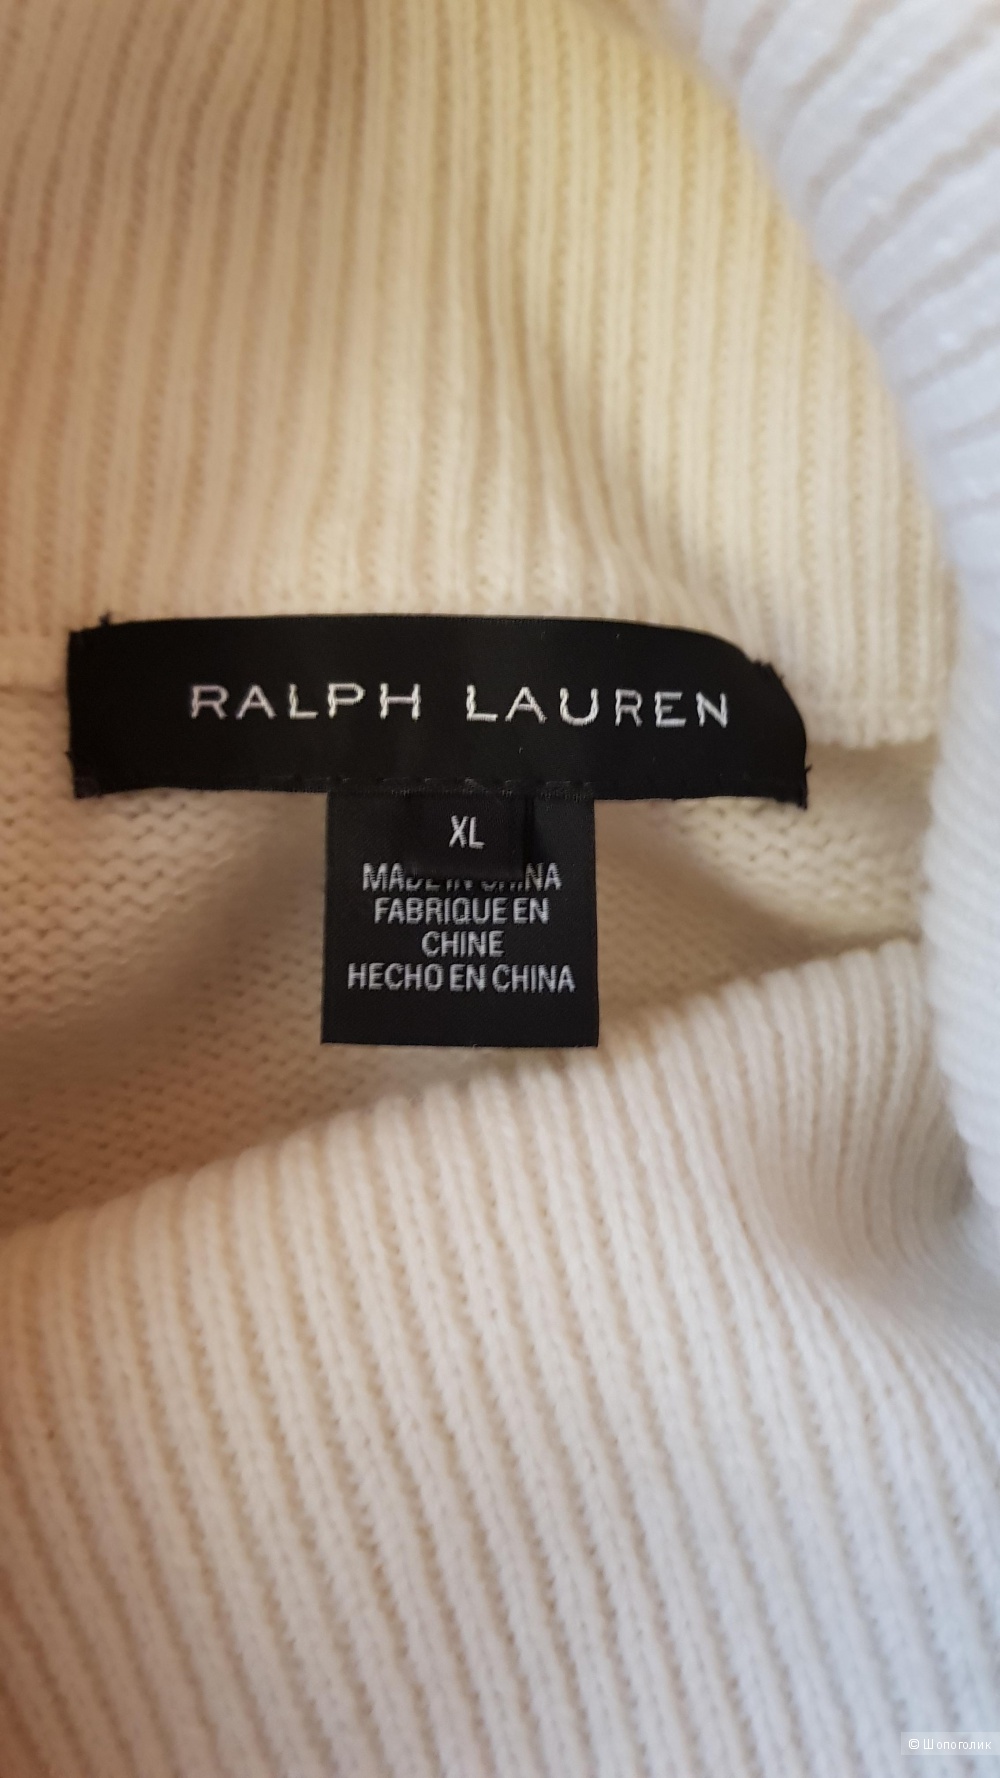 RALPH LAUREN
XL
MADE IN CHINA
FABRIQUE EN
CHINE
HECHO EN CHINA
© Шопоголик